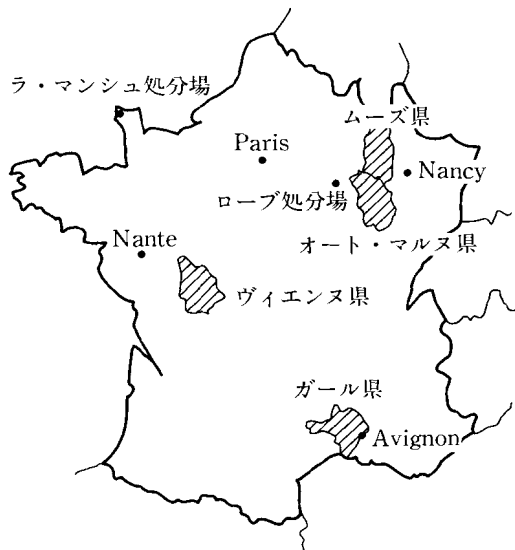 ラ・マンシュ処分場
ムーズ県
Paris
Nancy
ローブ処分場
オート・マルヌ県
Nante
ヴィエンヌ県
ガール県
Avignon